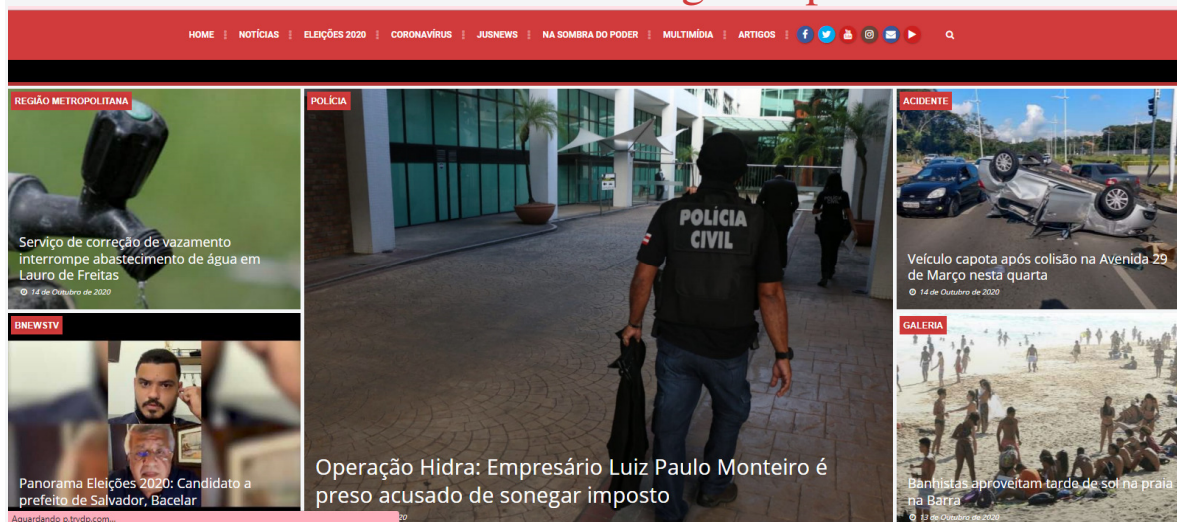 HOME NOTÍCIAS ELEIÇÕES 2020 CORONAVÍRUS JUSNEWS NA SOMBRA DO PODER MULTIMÍDIA ARTIGOS
REGIÃO METROPOLITANA
Serviço de correção de vazamento
interrompe abastecimento de água em
Lauro de Freitas
14 de Outubro de 2020
BNEWSTV
Panorama Eleições 2020: Candidato a
prefeito de Salvador, Bacelar
Aguardando p.trvdp.com...
POLÍCIA
POLÍCIA
CIVIL
Operação Hidra: Empresário Luiz Paulo Monteiro é
preso acusado de sonegar imposto
20
ACIDENTE
Veículo capota após colisão na Avenida 29
de Março nesta quarta
14 de Outubro de 2020
GALERIA
Banhistas aproveitam tarde de sol na praia
na Barra
13 de Outubro de 2020